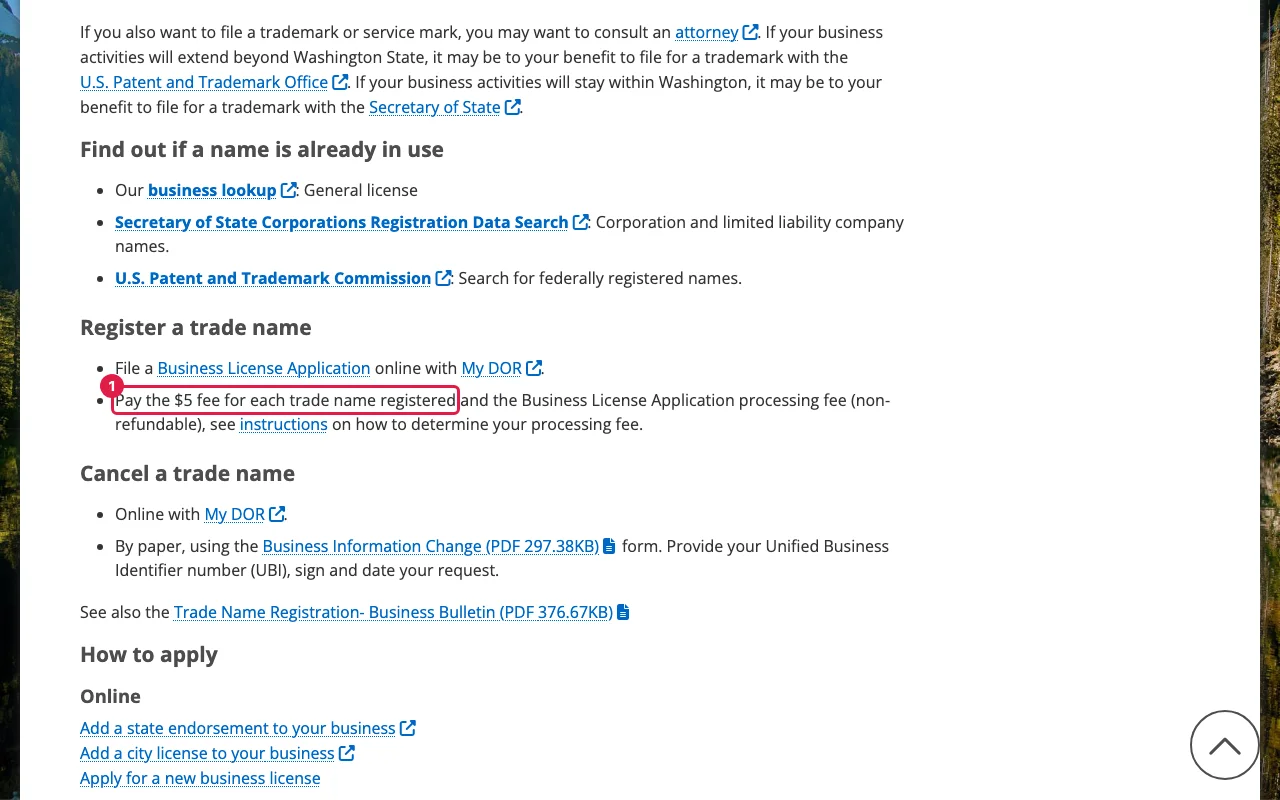 If you also want to file a trademark or service mark, you may want to consult an attorney. If your business
activities will extend beyond Washington State, it may be to your benefit to file for a trademark with the
U.S. Patent and Trademark Office. If your business activities will stay within Washington, it may be to your
benefit to file for a trademark with the Secretary of State.
Find out if a name is already in use
• Our business lookup: General license
• Secretary of State Corporations Registration Data Search: Corporation and limited liability company
names.
• U.S. Patent and Trademark Commission: Search for federally registered names.
Register a trade name
• File a Business License Application online with My DOR.
1
• Pay the $5 fee for each trade name registered and the Business License Application processing fee (non-
refundable), see instructions on how to determine your processing fee.
Cancel a trade name
• Online with My DOR.
• By paper, using the Business Information Change (PDF 297.38KB) form. Provide your Unified Business
Identifier number (UBI), sign and date your request.
See also the Trade Name Registration- Business Bulletin (PDF 376.67KB)
How to apply
Online
Add a state endorsement to your business
Add a city license to your business
Apply for a new business license